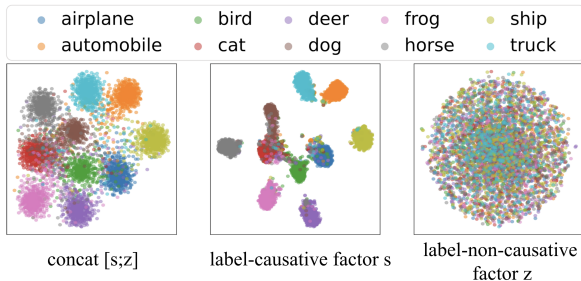 airplane bird deer frog ship
automobile cat dog horse truck
concat [s;z]
label-causative factor s
label-non-causative
factor z